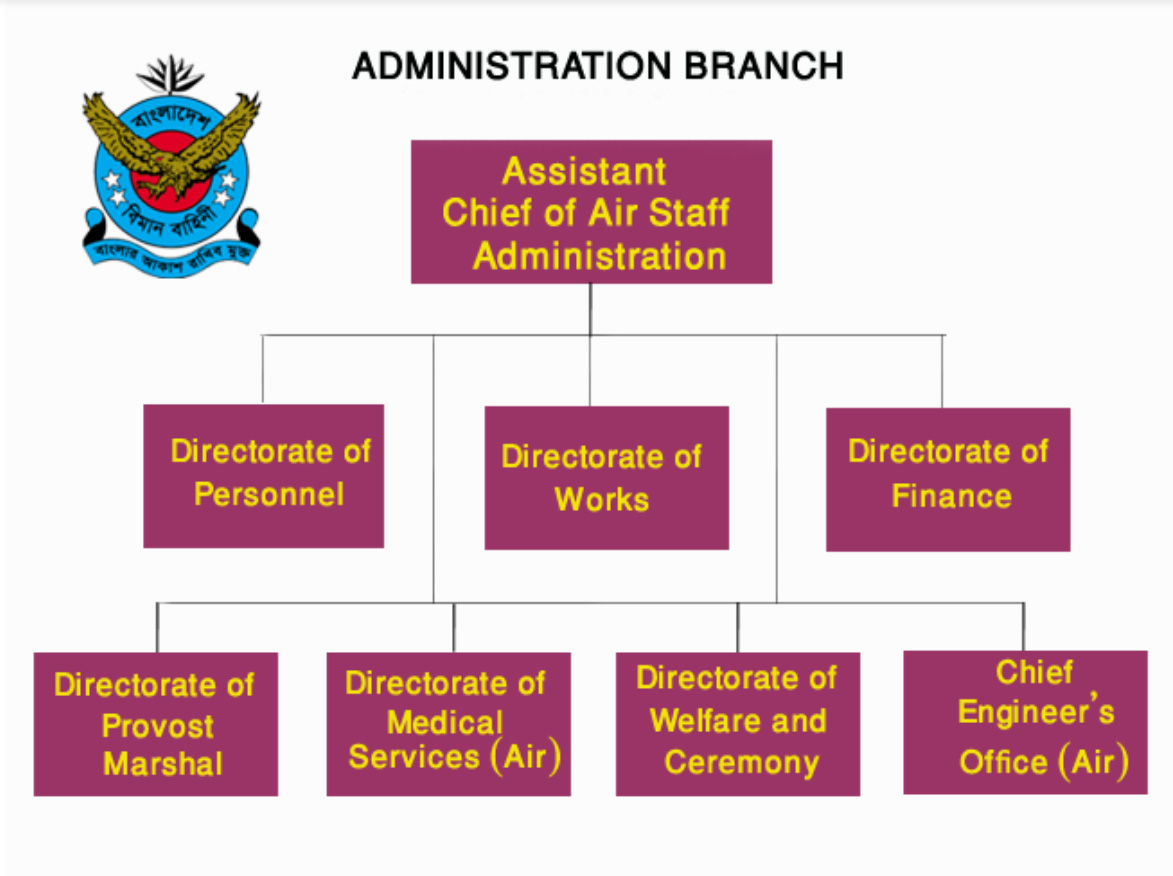 ADMINISTRATION BRANCH
বাংলাদেশ
বিমান বাহিনী
বাংলার আকাশ রাখিব মুক্ত
Assistant
Chief of Air Staff
Administration
Directorate of
Personnel
Directorate of
Works
Directorate of
Finance
Directorate of
Provost
Marshal
Directorate of
Medical
Services (Air)
Directorate of
Welfare and
Ceremony
Chief
Engineer’s
Office (Air)